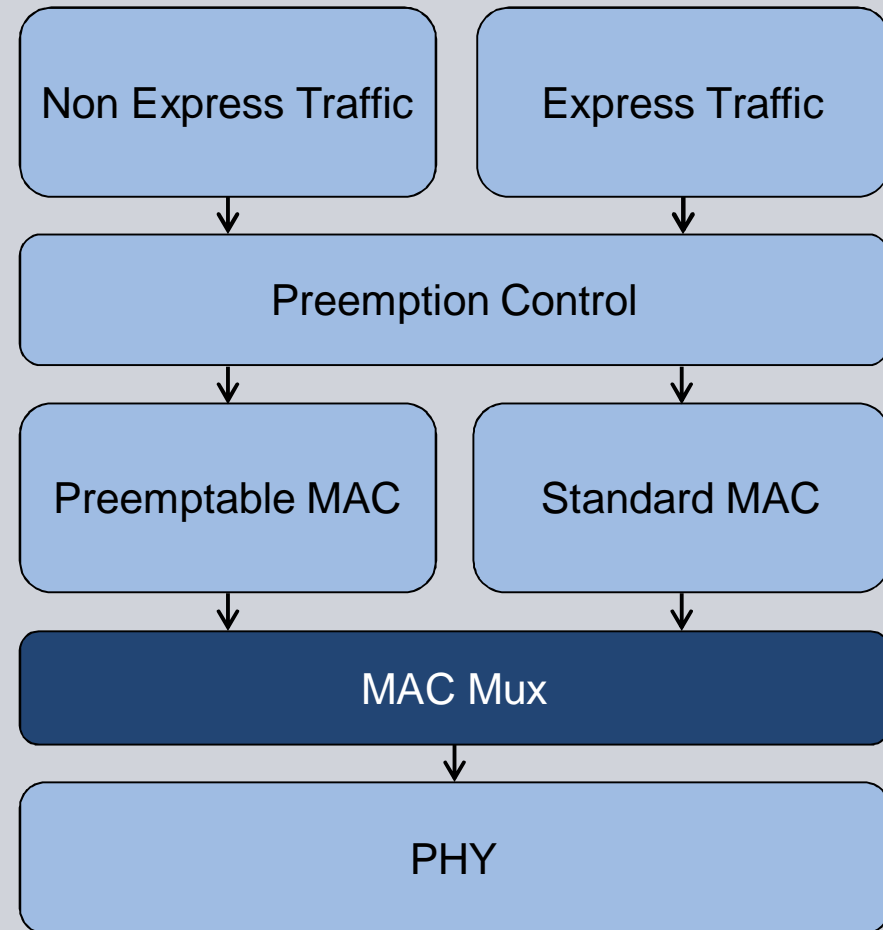 Non Express Traffic
Express Traffic
Preemption Control
Preemptable MAC
Standard MAC
MAC Mux
PHY